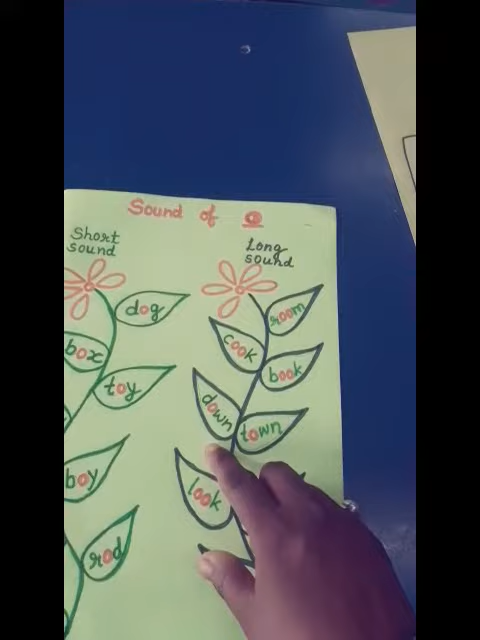 Sound of O
Short
sound
dog
box
toy
boy
rod
Long
sound
room
cook
book
down
town
look